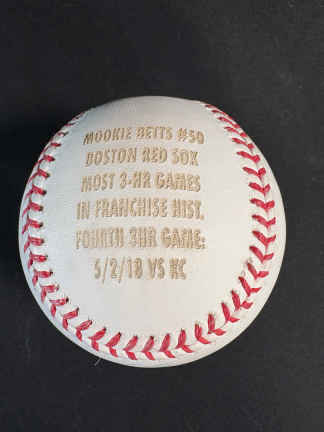 MOOKIE BETTS #50
BOSTON RED SOX
MOST 3-HR GAMES
IN FRANCHISE HIST.
FOURTH 3HR GAME:
5/2/18 VS KC